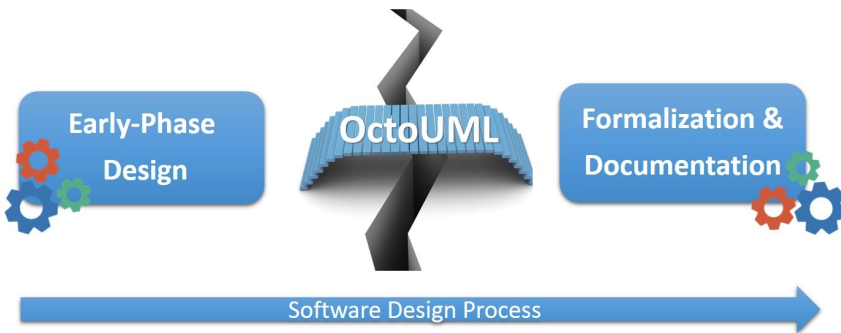 Early-Phase
Design
OctoUML
Formalization &
Documentation
Software Design Process